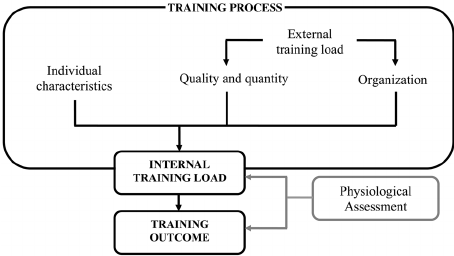 TRAINING PROCESS
External
training load
Individual
characteristics
Quality and quantity
Organization
INTERNAL
TRAINING LOAD
Physiological
Assessment
TRAINING
OUTCOME